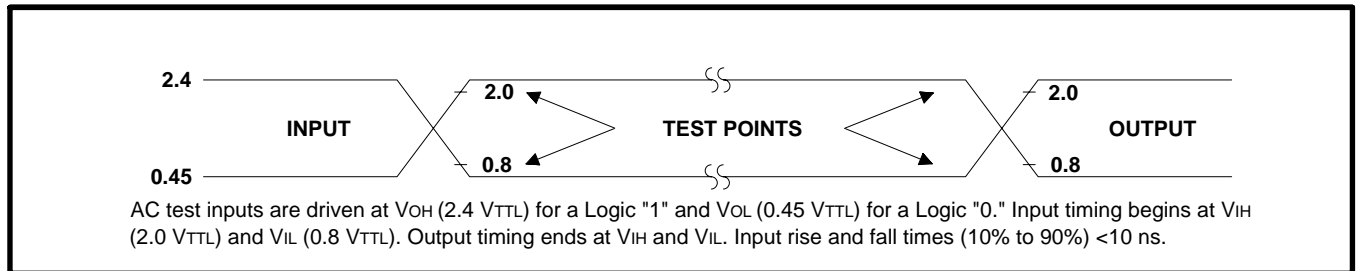 2.4
2.0
2.0
INPUT
TEST POINTS
OUTPUT
0.8
0.8
0.45
AC test inputs are driven at VOH (2.4 VTTL) for a Logic "1" and VOL (0.45 VTTL) for a Logic "0." Input timing begins at VIH
(2.0 VTTL) and VIL (0.8 VTTL). Output timing ends at VIH and VIL. Input rise and fall times (10% to 90%) <10 ns.